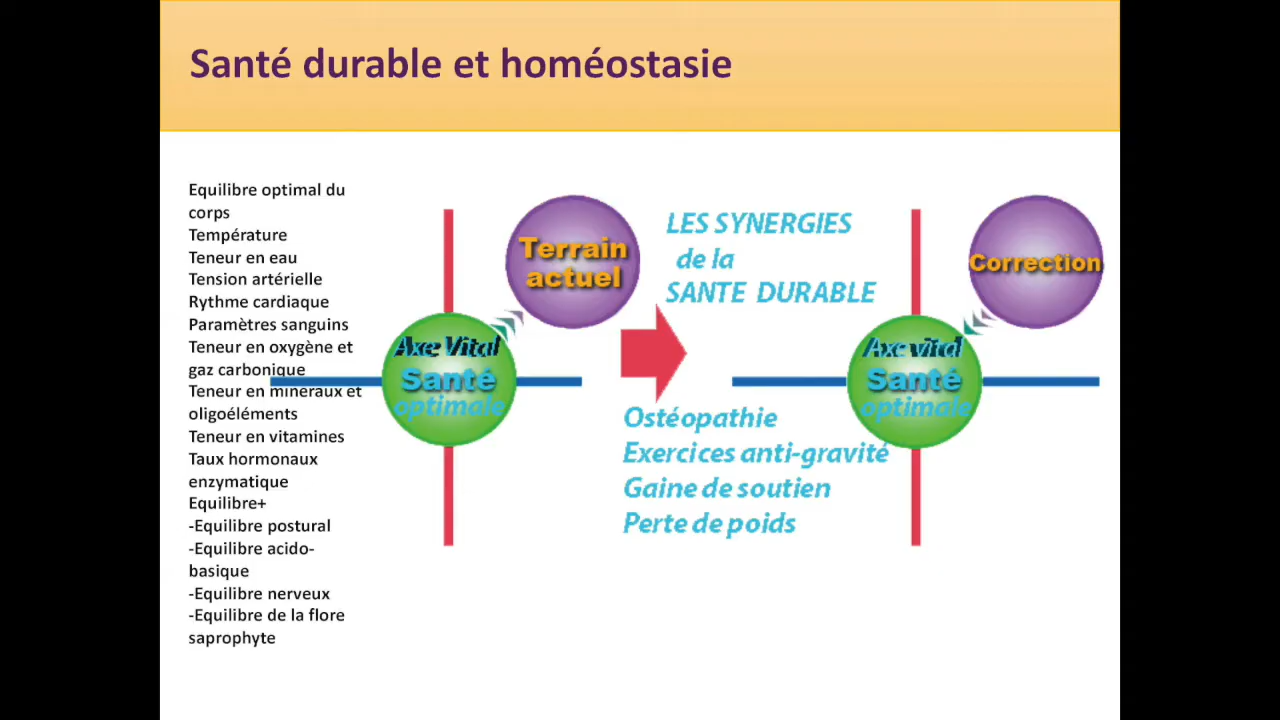 Santé durable et homéostasie
Equilibre optimal du
corps
Température
Teneur en eau
Tension artérielle
Rythme cardiaque
Paramètres sanguins
Teneur en oxygène et
gaz carbonique
Teneur en mineraux et
oligoéléments
Teneur en vitamines
Taux hormonaux
enzymatique
Equilibre+
-Equilibre postural
-Equilibre acido-
basique
-Equilibre nerveux
-Equilibre de la flore
saprophyte
Terrain
actuel
Axe Vital
Santé
optimale
LES SYNERGIES
de la
SANTE DURABLE
Ostéopathie
Exercices anti-gravité
Gaine de soutien
Perte de poids
Correction
Axe vital
Santé
optimale